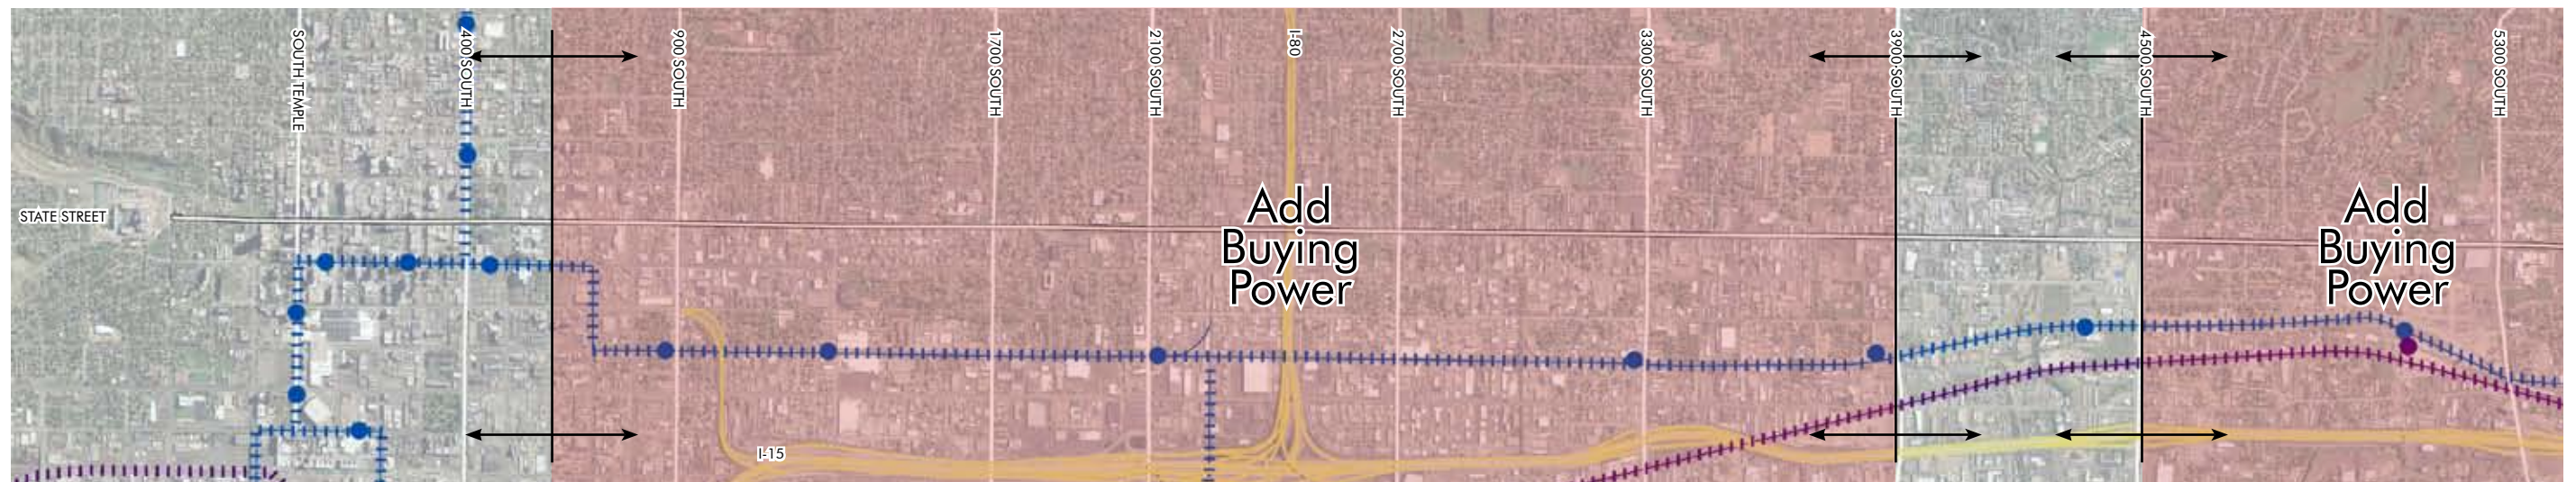 SOUTH TEMPLE
400 SOUTH
900 SOUTH
1700 SOUTH
2100 SOUTH
I-80
2700 SOUTH
3300 SOUTH
3900 SOUTH
4500 SOUTH
5300 SOUTH
STATE STREET
Add
Buying
Power
Add
Buying
Power
I-15